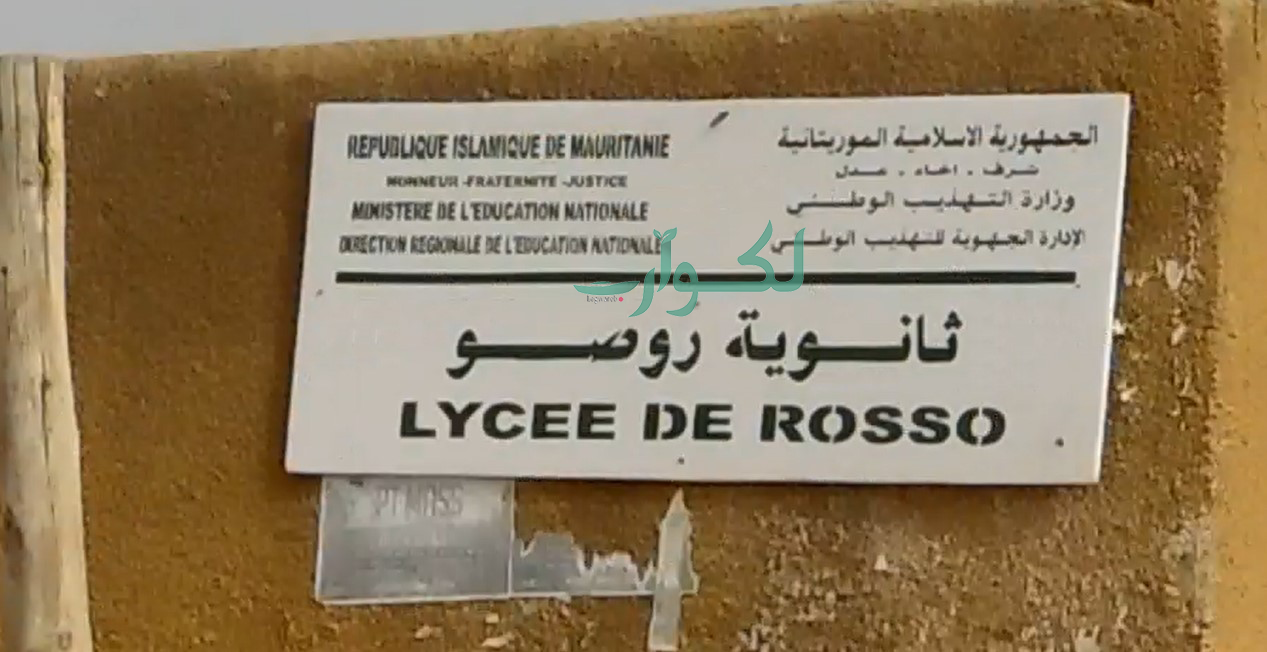 REPUBLIQUE ISLAMIQUE DE MAURITANIE
HONNEUR -FRATERNITE -JUSTICE
MINISTERE DE L'EDUCATION NATIONALE
DIRECTION REGIONALE DE L'EDUCATION NATIONALE
الجمهورية الاسلامية الموريتانية
شرف . اخاء . عدل
وزارة التهذيب الوطني
الإدارة الجهوية للتهذيب الوطني
لكوارب
ثانوية روصو
LYCEE DE ROSSO